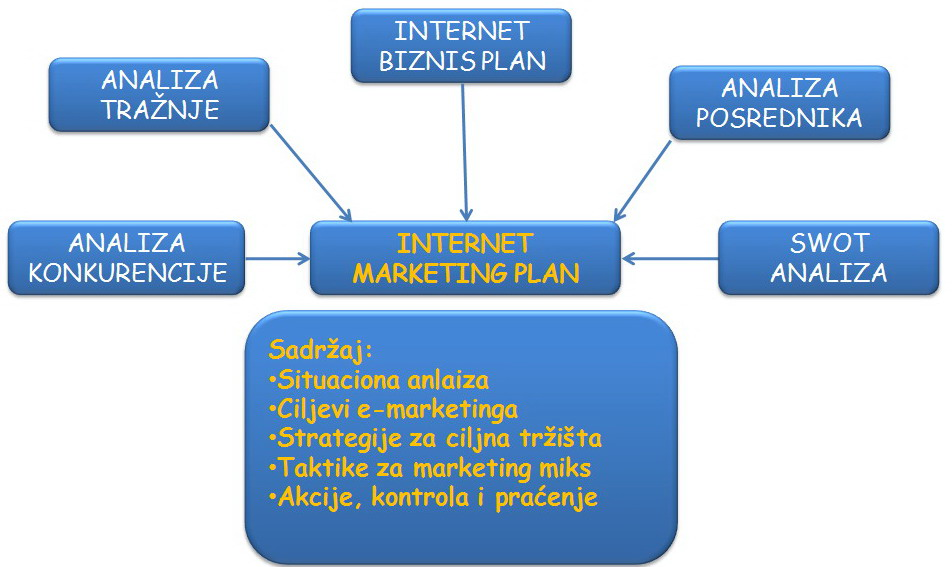 INTERNET
BIZNIS PLAN
ANALIZA
TRAŽNJE
ANALIZA
POSREDNIKA
ANALIZA
KONKURENCIJE
INTERNET
MARKETING PLAN
SWOT
ANALIZA
Sadržaj:
•Situaciona anlaiza
•Ciljevi e-marketinga
•Strategije za ciljna tržišta
•Taktike za marketing miks
•Akcije, kontrola i praćenje